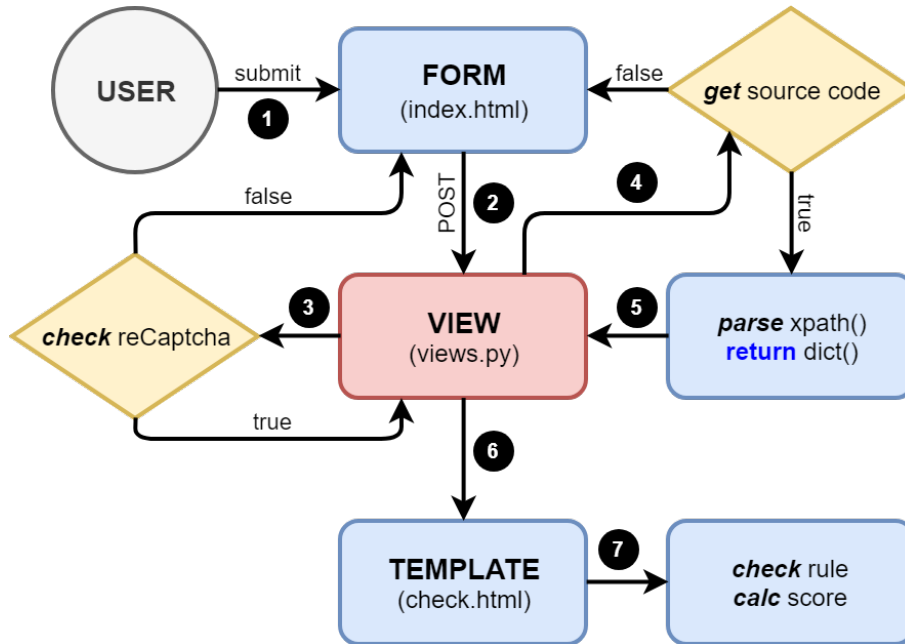 USER
submit
1
FORM
(index.html)
false
get source code
false
POST
2
4
true
check reCaptcha
3
VIEW
(views.py)
5
parse xpath()
return dict()
true
6
TEMPLATE
(check.html)
7
check rule
calc score